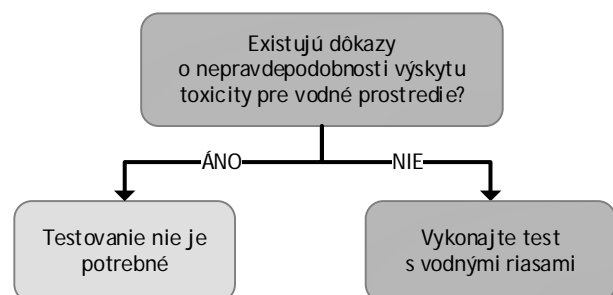 Existujú dôkazy
o nepravdepodobnosti výskytu
toxicity pre vodné prostredie?
ÁNO
NIE
Testovanie nie je
potrebné
Vykonajte test
s vodnými riasami